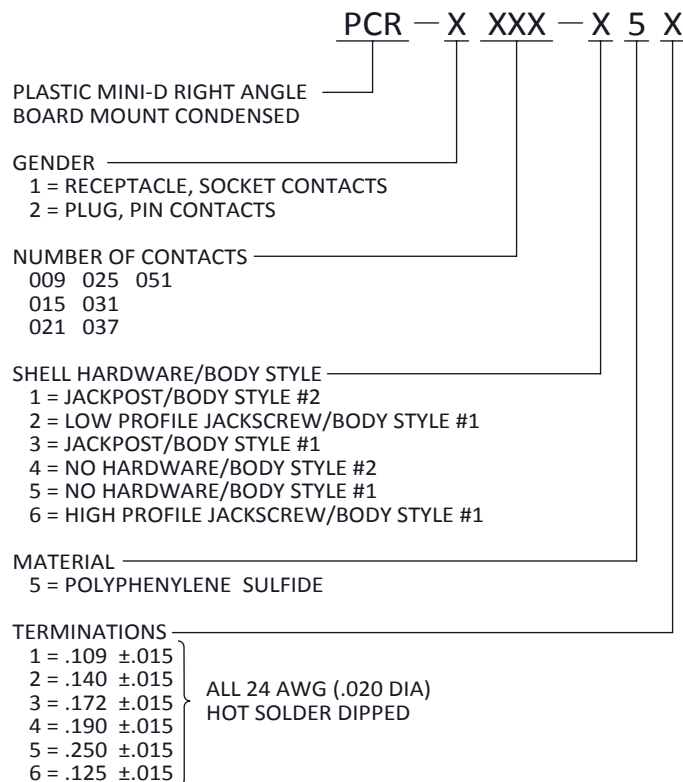 PCR — X XXX — X 5 X
PLASTIC MINI-D RIGHT ANGLE
BOARD MOUNT CONDENSED
GENDER
1 = RECEPTACLE, SOCKET CONTACTS
2 = PLUG, PIN CONTACTS
NUMBER OF CONTACTS
009 025 051
015 031
021 037
SHELL HARDWARE/BODY STYLE
1 = JACKPOST/BODY STYLE #2
2 = LOW PROFILE JACKSCREW/BODY STYLE #1
3 = JACKPOST/BODY STYLE #1
4 = NO HARDWARE/BODY STYLE #2
5 = NO HARDWARE/BODY STYLE #1
6 = HIGH PROFILE JACKSCREW/BODY STYLE #1
MATERIAL
5 = POLYPHENYLENE SULFIDE
TERMINATIONS
1 = .109 ±.015
2 = .140 ±.015
3 = .172 ±.015
4 = .190 ±.015
5 = .250 ±.015
6 = .125 ±.015
ALL 24 AWG (.020 DIA)
HOT SOLDER DIPPED